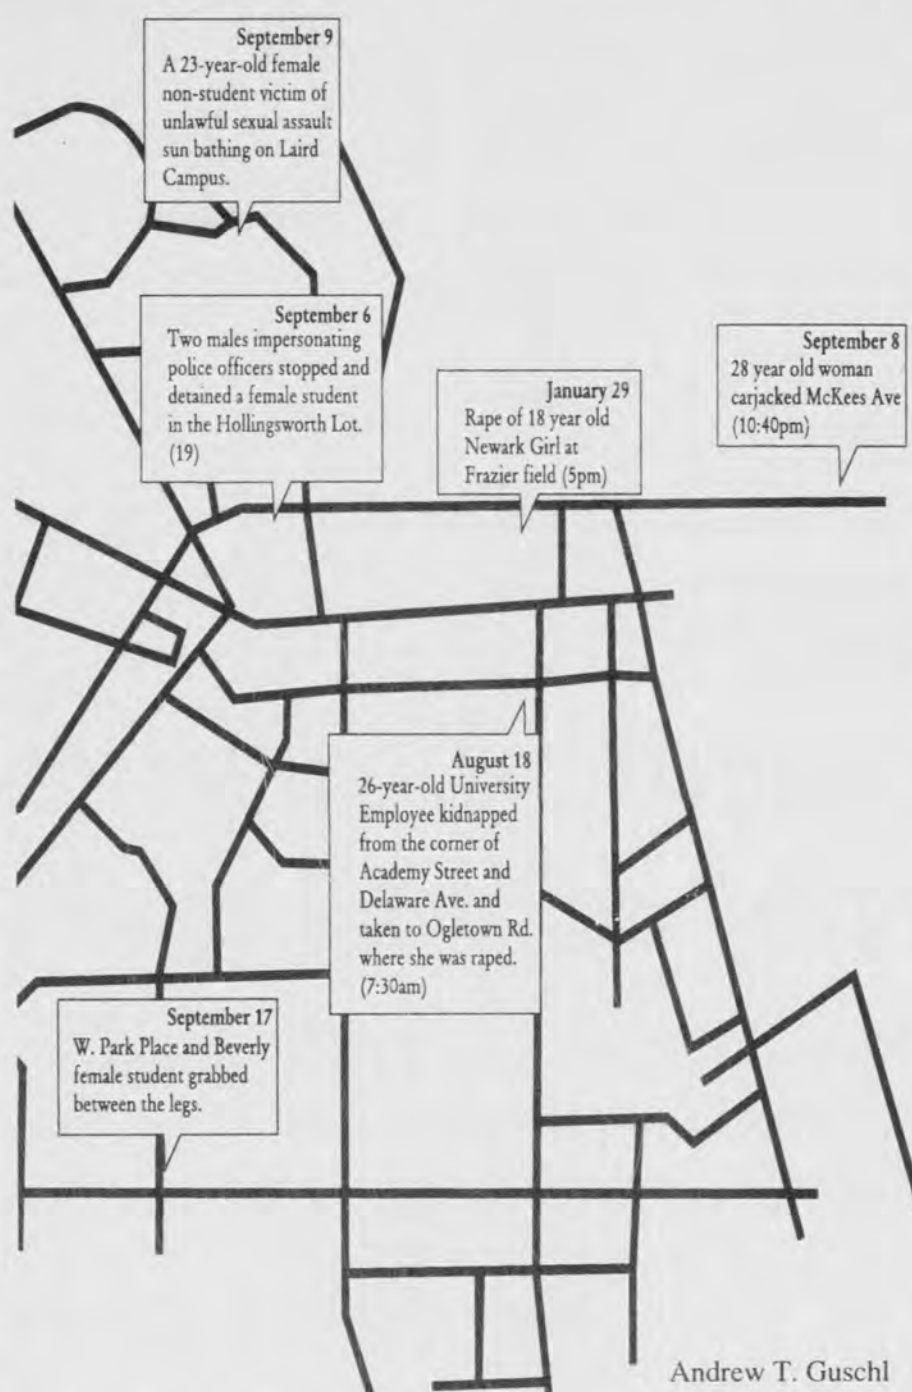 September 9
A 23-year-old female
non-student victim of
unlawful sexual assault
sun bathing on Laird
Campus.
September 6
Two males impersonating
police officers stopped and
detained a female student
in the Hollingsworth Lot.
(19)
January 29
Rape of 18 year old
Newark Girl at
Frazier field (5pm)
September 8
28 year old woman
carjacked McKees Ave
(10:40pm)
August 18
26-year-old University
Employee kidnapped
from the corner of
Academy Street and
Delaware Ave. and
taken to Ogletown Rd.
where she was raped.
(7:30am)
September 17
W. Park Place and Beverly
female student grabbed
between the legs.
Andrew T. Guschl